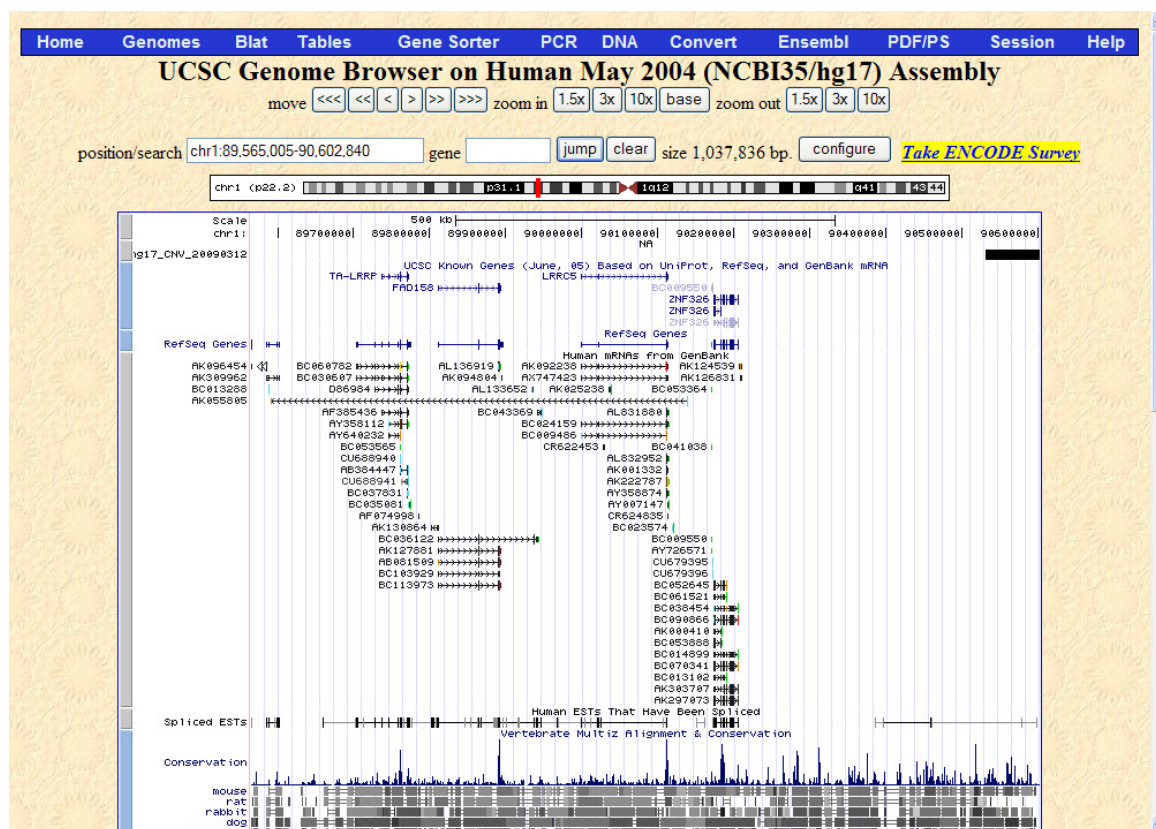 Home Genomes Blat Tables Gene Sorter PCR DNA Convert Ensembl PDF/PS Session Help
UCSC Genome Browser on Human May 2004 (NCBI35/hg17) Assembly
move <<< << < > >> >>> zoom in 1.5x 3x 10x base zoom out 1.5x 3x 10x
position/search chr1:89,565,005-90,602,840 gene jump clear size 1,037,836 bp. configure Take ENCODE Survey
chr1 (p22.2) p31.1 1q12 q41 43 44
Scale 500 kb
chr1: 89700000 89800000 89900000 90000000 90100000 90200000 90300000 90400000 90500000 90600000
NA
hg17_CNV_20090312
UCSC Known Genes (June, 05) Based on UniProt, RefSeq, and GenBank mRNA
TA-LRRP LRRC5
FAD158 BC009550
ZNF326
ZNF326
ZNF326
RefSeq Genes
RefSeq Genes
Human mRNAs from GenBank
AK096454 BC060782 AL136919 AK092238 AK124539
AK309962 BC030607 AK094804 AX747423 AK126831
BC013288 D86984 AL133652 AK025238 BC053364
AK055805
AF385436 BC043369 AL831880
AY358112 BC024159
AY640232 BC009486
BC053565 CR622453 BC041038
CU688940 AL832952
AB384447 AK001332
CU688941 AK222787
BC037831 AY358874
BC035081 AY007147
AF074998 CR624835
AK130864 BC023574
BC036122 BC009550
AK127881 AY726571
AB081509 CU679395
BC103929 CU679396
BC113973 BC052645
BC061521
BC038454
BC090866
AK000410
BC053888
BC014899
BC070341
BC013102
AK303707
AK297073
Human ESTs That Have Been Spliced
Spliced ESTs
Vertebrate Multiz Alignment & Conservation
Conservation
mouse
rat
rabbit
dog